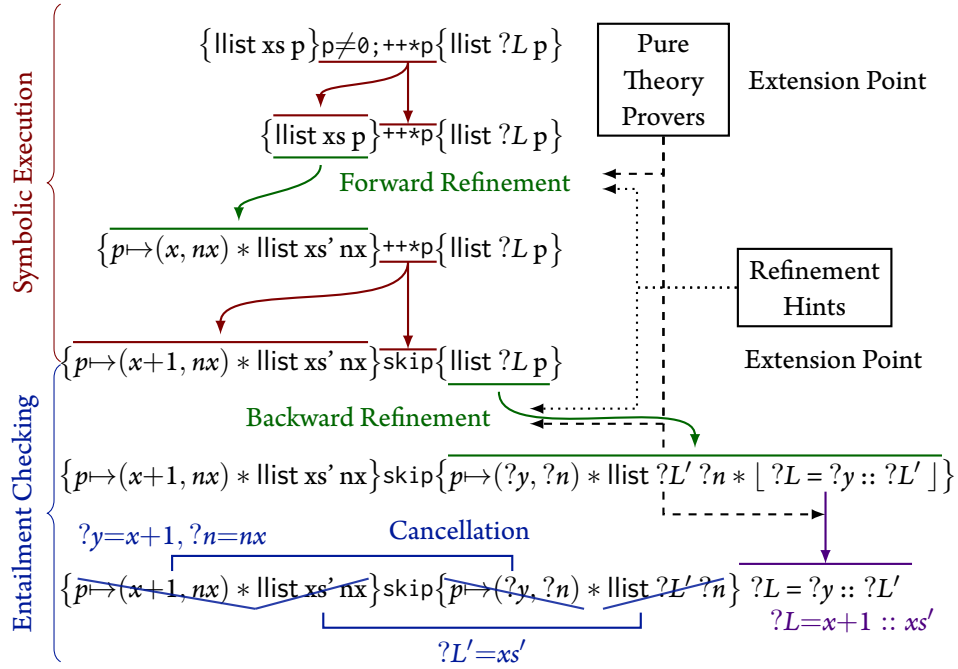 Symbolic Execution
{llist xs p}p≠0;++*p{llist ?L p}
Pure
Theory
Provers
Extension Point
{llist xs p}++*p{llist ?L p}
Forward Refinement
{p↦(x, nx) ∗ llist xs' nx}++*p{llist ?L p}
Refinement
Hints
Extension Point
{p↦(x+1, nx) ∗ llist xs' nx}skip{llist ?L p}
Entailment Checking
Backward Refinement
{p↦(x+1, nx) ∗ llist xs' nx}skip{p↦(?y, ?n) ∗ llist ?L′ ?n ∗ ⌊ ?L = ?y :: ?L′ ⌋}
?y=x+1, ?n=nx
Cancellation
{p↦(x+1, nx) ∗ llist xs' nx}skip{p↦(?y, ?n) ∗ llist ?L′ ?n} ?L = ?y :: ?L′
?L=x+1 :: xs′
?L′=xs′